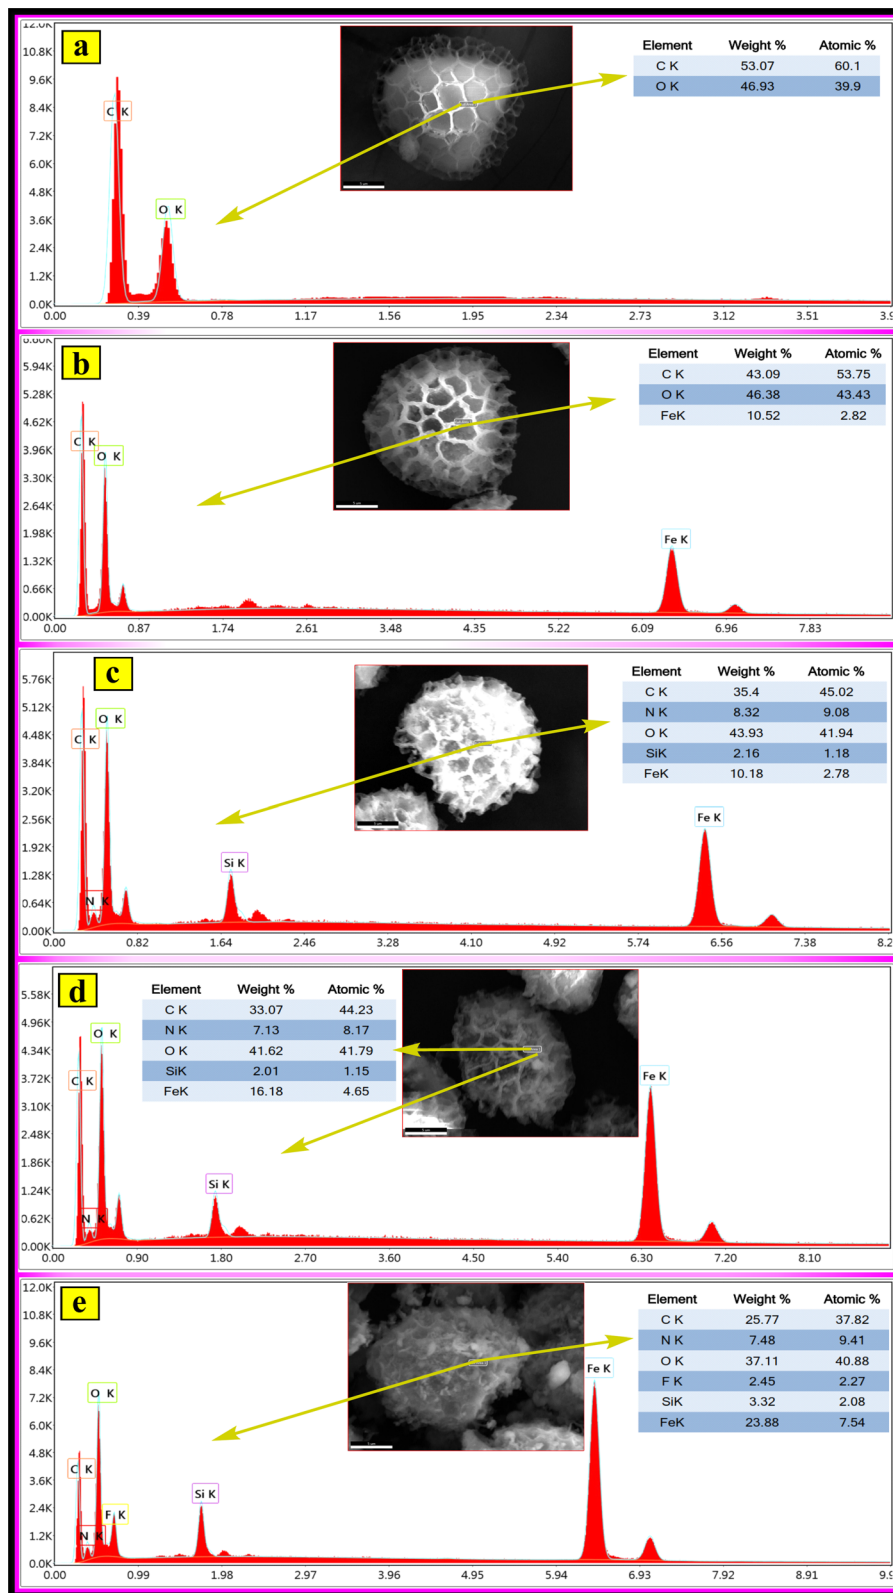 a
12.0K
10.8K
9.6K
8.4K
7.2K
6.0K
4.8K
3.6K
2.4K
1.2K
0.0K
C K
O K
Element Weight % Atomic %
C K 53.07 60.1
O K 46.93 39.9
0.00 0.39 0.78 1.17 1.56 1.95 2.34 2.73 3.12 3.51 3.9
b
6.60K
5.94K
5.28K
4.62K
3.96K
3.30K
2.64K
1.98K
1.32K
0.66K
0.00K
C K
O K
Fe K
Element Weight % Atomic %
C K 43.09 53.75
O K 46.38 43.43
FeK 10.52 2.82
0.00 0.87 1.74 2.61 3.48 4.35 5.22 6.09 6.96 7.83
c
5.76K
5.12K
4.48K
3.84K
3.20K
2.56K
1.92K
1.28K
0.64K
0.00K
O K
C K
N K
Si K
Fe K
Element Weight % Atomic %
C K 35.4 45.02
N K 8.32 9.08
O K 43.93 41.94
SiK 2.16 1.18
FeK 10.18 2.78
0.00 0.82 1.64 2.46 3.28 4.10 4.92 5.74 6.56 7.38 8.2
d
5.58K
4.96K
4.34K
3.72K
3.10K
2.48K
1.86K
1.24K
0.62K
0.00K
O K
C K
N K
Si K
Fe K
Element Weight % Atomic %
C K 33.07 44.23
N K 7.13 8.17
O K 41.62 41.79
SiK 2.01 1.15
FeK 16.18 4.65
0.00 0.90 1.80 2.70 3.60 4.50 5.40 6.30 7.20 8.10
e
12.0K
10.8K
9.6K
8.4K
7.2K
6.0K
4.8K
3.6K
2.4K
1.2K
0.0K
O K
C K
F K
N K
Si K
Fe K
Element Weight % Atomic %
C K 25.77 37.82
N K 7.48 9.41
O K 37.11 40.88
F K 2.45 2.27
SiK 3.32 2.08
FeK 23.88 7.54
0.00 0.99 1.98 2.97 3.96 4.95 5.94 6.93 7.92 8.91 9.9